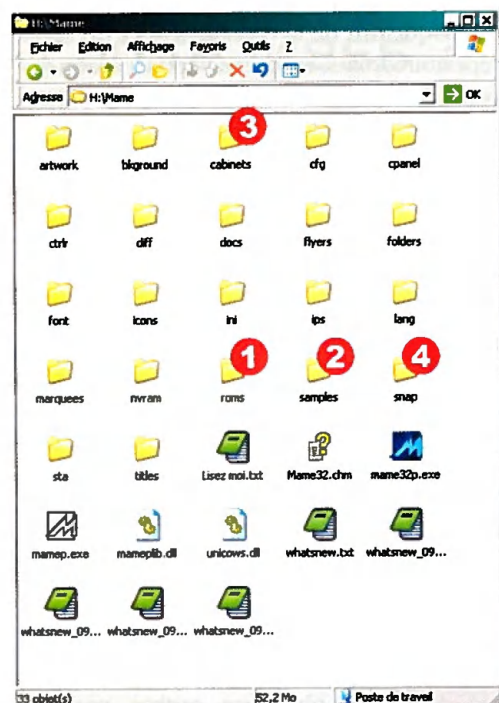 H:\Mame
Fichier Edition Affichage Favoris Outils ?
Adresse H:\Mame OK
3
artwork bkground cabinets cfg cpanel
ctrlr diff docs flyers folders
font icons ini ips lang
1 2 4
marquees nvram roms samples snap
sta titles Lisez moi.txt Mame32.chm mame32p.exe
mamep.exe mameplib.dll unicows.dll whatsnew.txt whatsnew_09...
whatsnew_09... whatsnew_09... whatsnew_09...
33 objet(s) 52,2 Mo Poste de travail